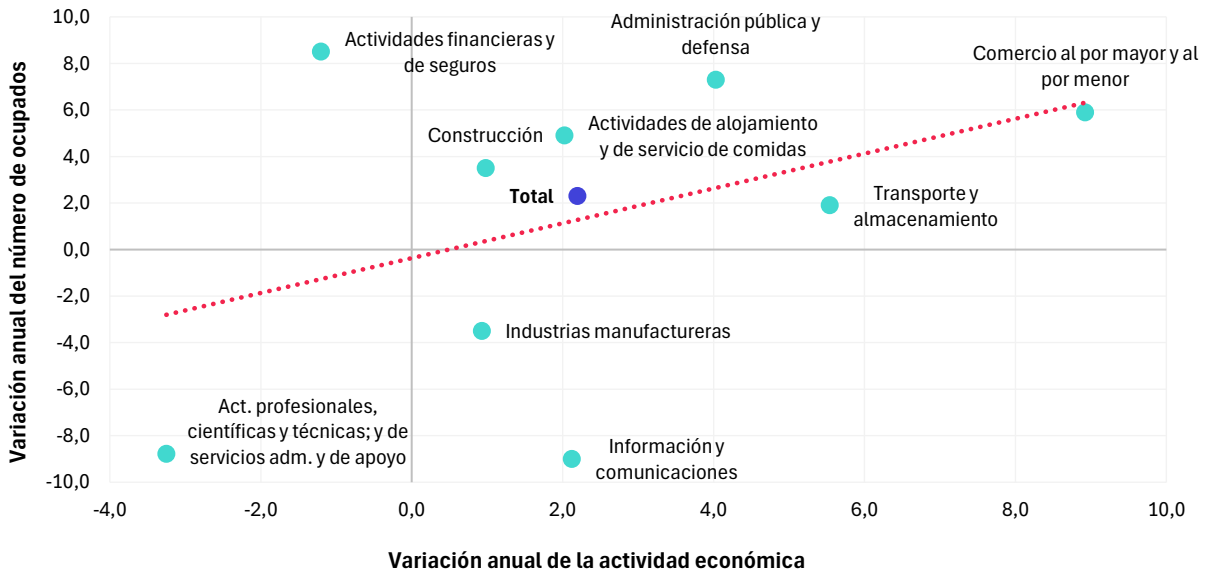 Variación anual del número de ocupados
10,0
8,0
6,0
4,0
2,0
0,0
-2,0
-4,0
-6,0
-8,0
-10,0
Actividades financieras y
de seguros
Administración pública y
defensa
Comercio al por mayor y al
por menor
Construcción
Actividades de alojamiento
y de servicio de comidas
Total
Transporte y
almacenamiento
Industrias manufactureras
Act. profesionales,
científicas y técnicas; y de
servicios adm. y de apoyo
Información y
comunicaciones
-4,0
-2,0
0,0
2,0
4,0
6,0
8,0
10,0
Variación anual de la actividad económica